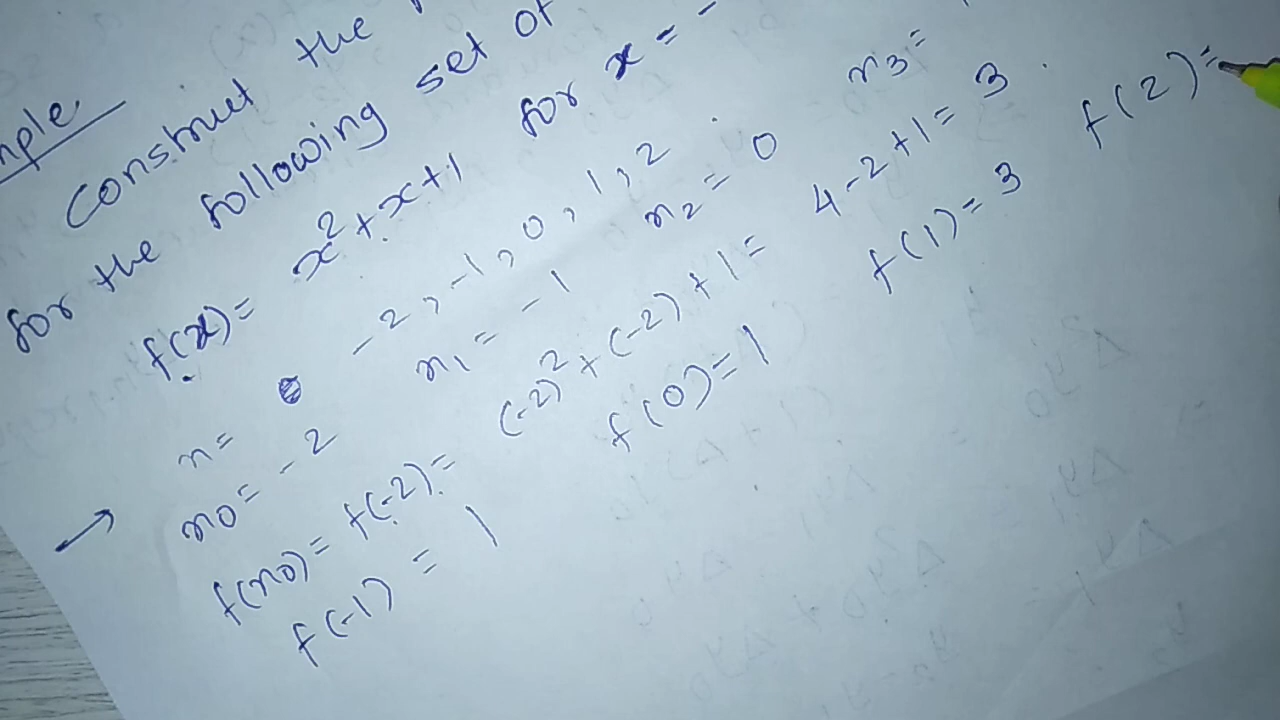 Construct the
for the following set of
f(x)= x²+x+1 for x = -
x= -2, -1, 0, 1, 2
x0= -2 x1= -1 x2= 0 x3=
f(x0)= f(-2)= (-2)²+(-2)+1= 4-2+1= 3
f(-1) = 1 f(0)=1 f(1)=3 f(2)=